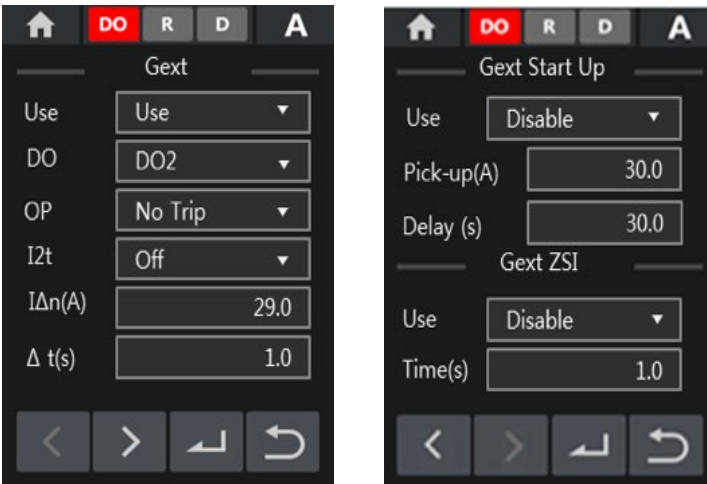 DO R D A
Gext
Use Use
DO DO2
OP No Trip
I2t Off
IΔn(A) 29.0
Δ t(s) 1.0
DO R D A
Gext Start Up
Use Disable
Pick-up(A) 30.0
Delay (s) 30.0
Gext ZSI
Use Disable
Time(s) 1.0